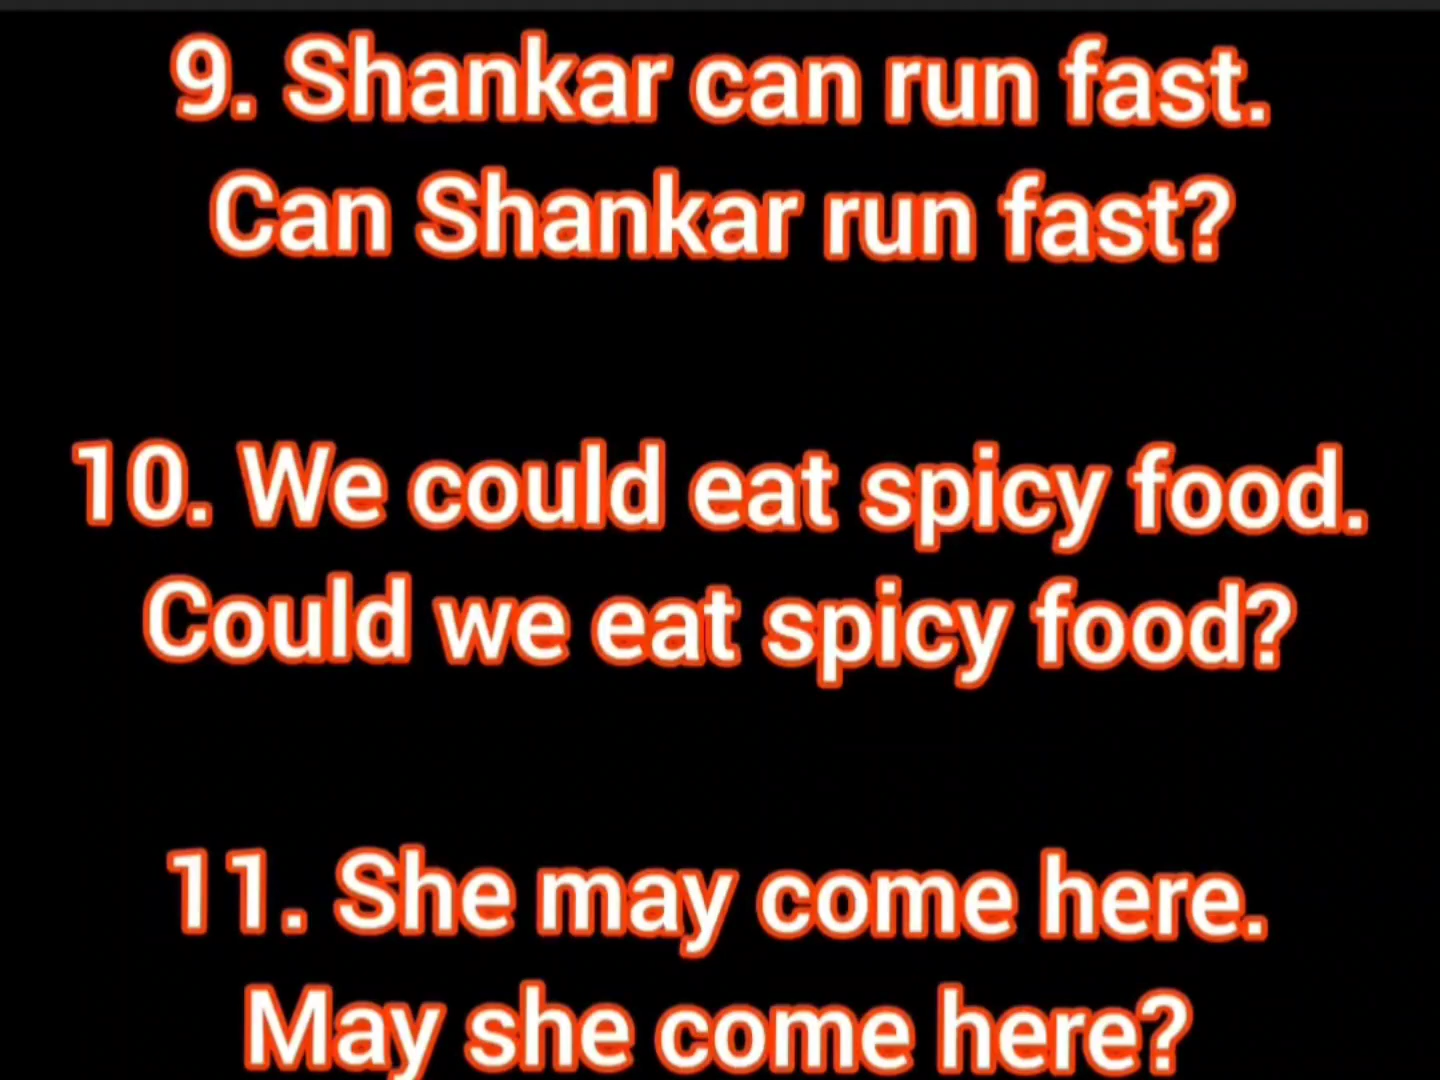 9. Shankar can run fast.
Can Shankar run fast?
10. We could eat spicy food.
Could we eat spicy food?
11. She may come here.
May she come here?